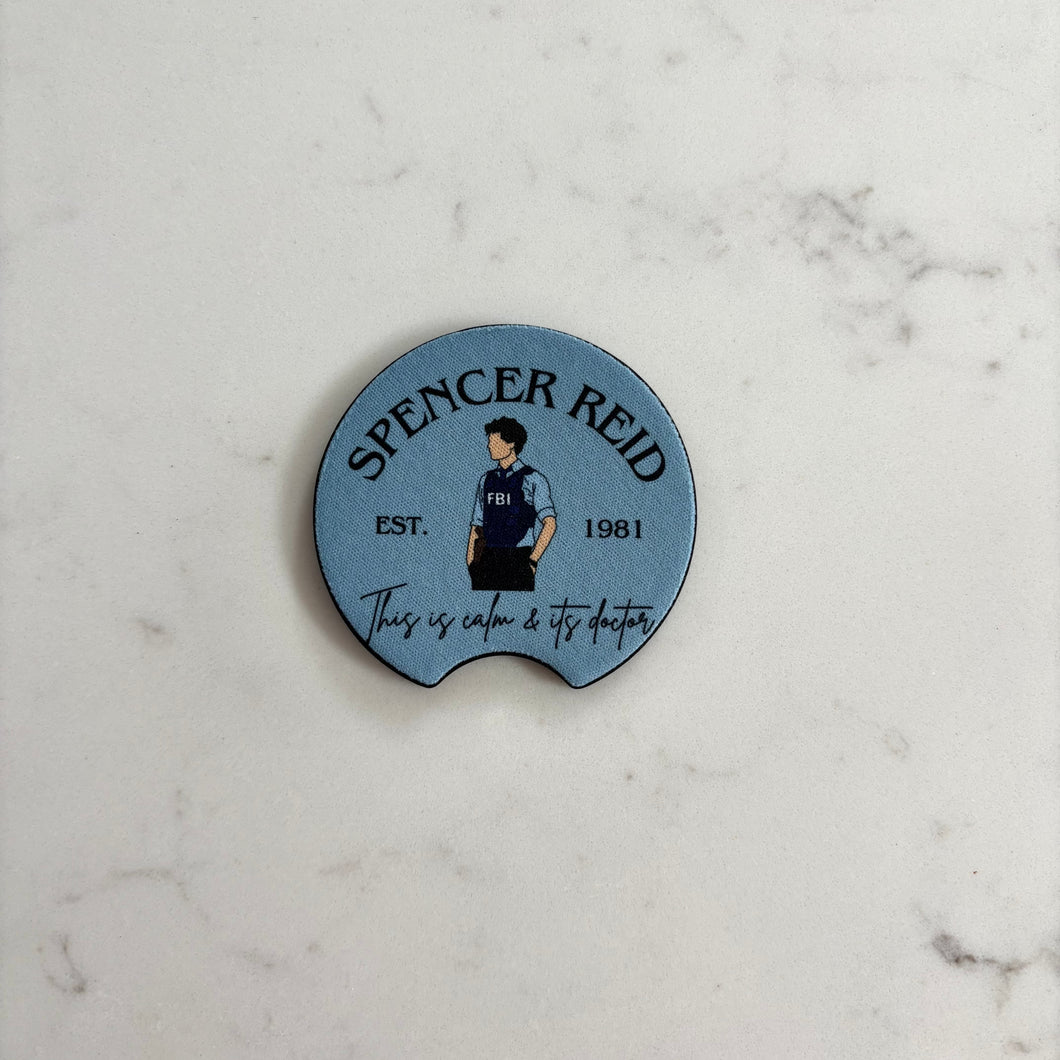 SPENCER REID
FBI
EST. 1981
This is calm & its doctor